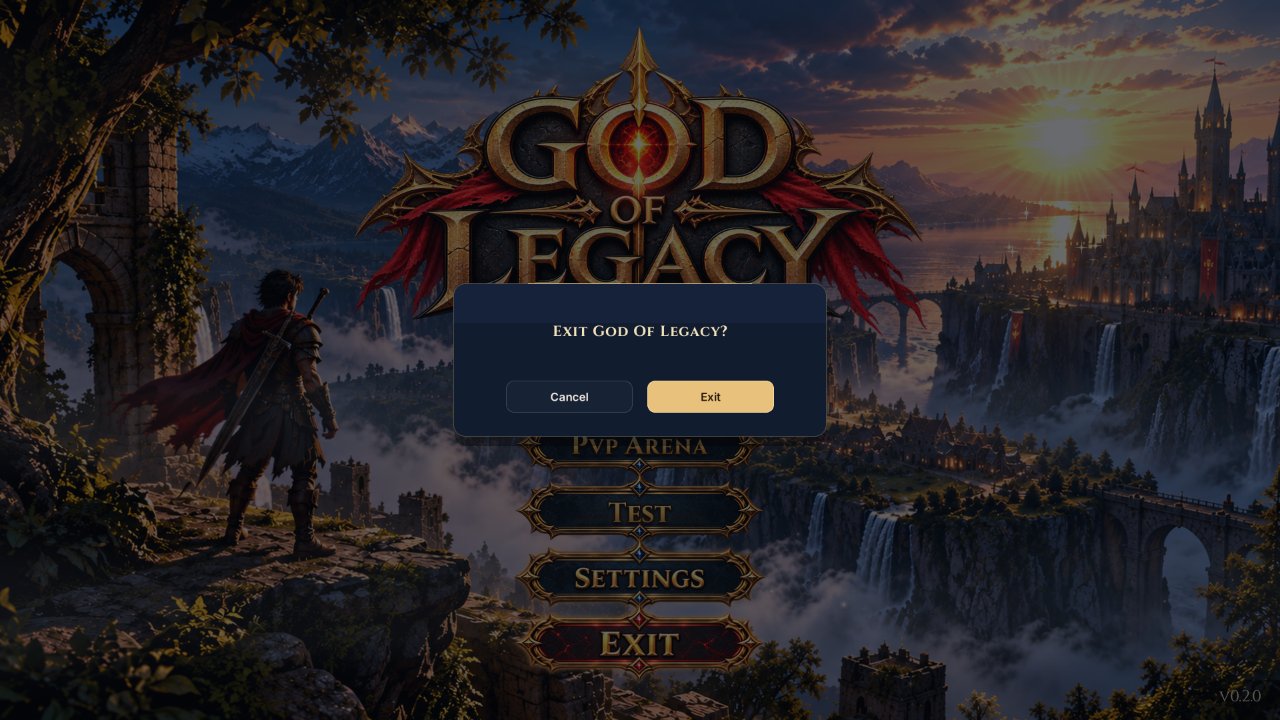 GOD
OF
LEGACY
Exit God Of Legacy?
Cancel
Exit
PVP ARENA
TEST
SETTINGS
EXIT
V0.2.0